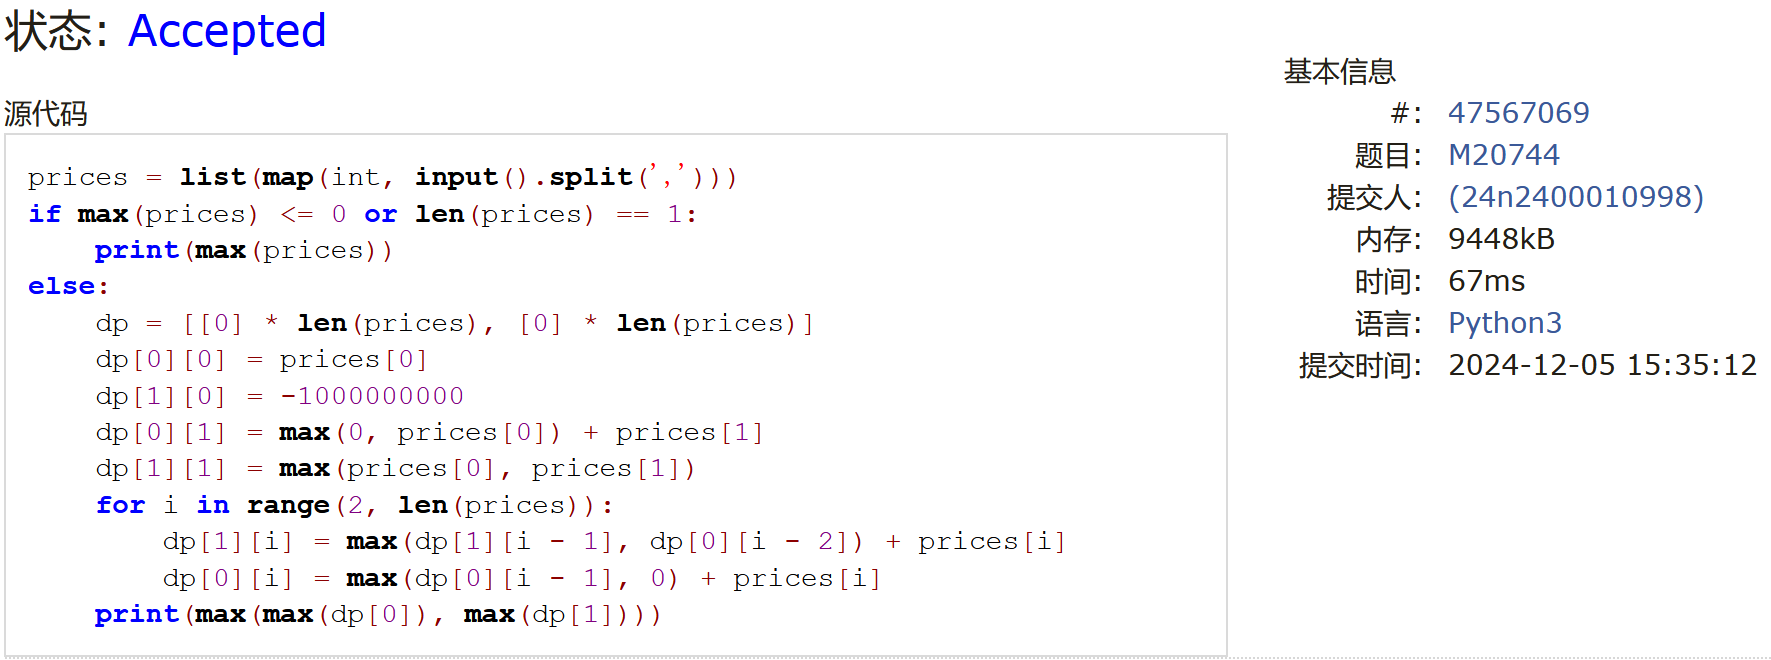 状态: Accepted
源代码
prices = list(map(int, input().split(',')))
if max(prices) <= 0 or len(prices) == 1:
    print(max(prices))
else:
    dp = [[0] * len(prices), [0] * len(prices)]
    dp[0][0] = prices[0]
    dp[1][0] = -1000000000
    dp[0][1] = max(0, prices[0]) + prices[1]
    dp[1][1] = max(prices[0], prices[1])
    for i in range(2, len(prices)):
        dp[1][i] = max(dp[1][i - 1], dp[0][i - 2]) + prices[i]
        dp[0][i] = max(dp[0][i - 1], 0) + prices[i]
    print(max(max(dp[0]), max(dp[1])))
基本信息
#: 47567069
题目: M20744
提交人: (24n2400010998)
内存: 9448kB
时间: 67ms
语言: Python3
提交时间: 2024-12-05 15:35:12